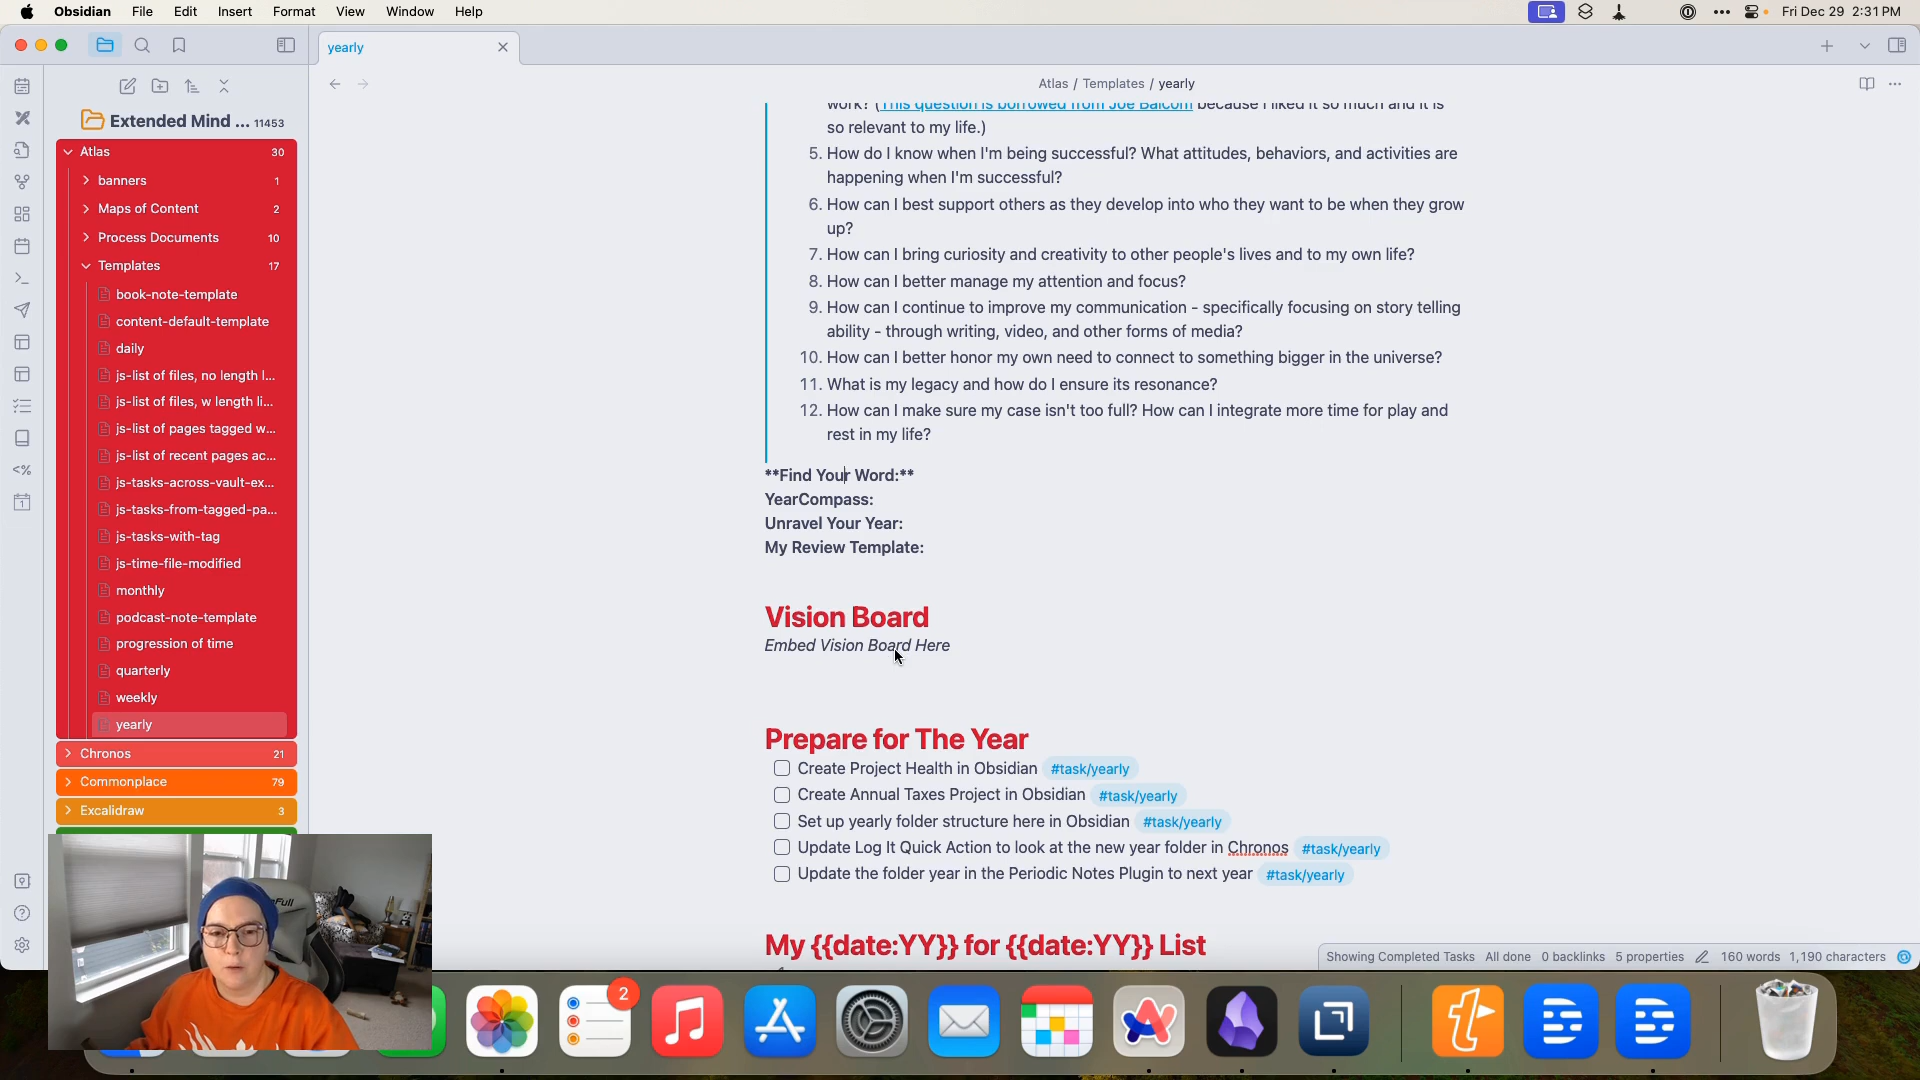 Obsidian File Edit Insert Format View Window Help
Fri Dec 29 2:31 PM
yearly
Atlas / Templates / yearly
Extended Mind ... 11453
Atlas 30
banners 1
Maps of Content 2
Process Documents 10
Templates 17
book-note-template
content-default-template
daily
js-list of files, no length l...
js-list of files, w length li...
js-list of pages tagged w...
js-list of recent pages ac...
js-tasks-across-vault-ex...
js-tasks-from-tagged-pa...
js-tasks-with-tag
js-time-file-modified
monthly
podcast-note-template
progression of time
quarterly
weekly
yearly
Chronos 21
Commonplace 79
Excalidraw 3
work? (This question is borrowed from Joe Balcom because I liked it so much and it is
so relevant to my life.)
5. How do I know when I'm being successful? What attitudes, behaviors, and activities are
happening when I'm successful?
6. How can I best support others as they develop into who they want to be when they grow
up?
7. How can I bring curiosity and creativity to other people's lives and to my own life?
8. How can I better manage my attention and focus?
9. How can I continue to improve my communication - specifically focusing on story telling
ability - through writing, video, and other forms of media?
10. How can I better honor my own need to connect to something bigger in the universe?
11. What is my legacy and how do I ensure its resonance?
12. How can I make sure my case isn't too full? How can I integrate more time for play and
rest in my life?
**Find Your Word:**
YearCompass:
Unravel Your Year:
My Review Template:
Vision Board
Embed Vision Board Here
Prepare for The Year
Create Project Health in Obsidian #task/yearly
Create Annual Taxes Project in Obsidian #task/yearly
Set up yearly folder structure here in Obsidian #task/yearly
Update Log It Quick Action to look at the new year folder in Chronos #task/yearly
Update the folder year in the Periodic Notes Plugin to next year #task/yearly
My {{date:YY}} for {{date:YY}} List
Showing Completed Tasks All done 0 backlinks 5 properties 160 words 1,190 characters
2